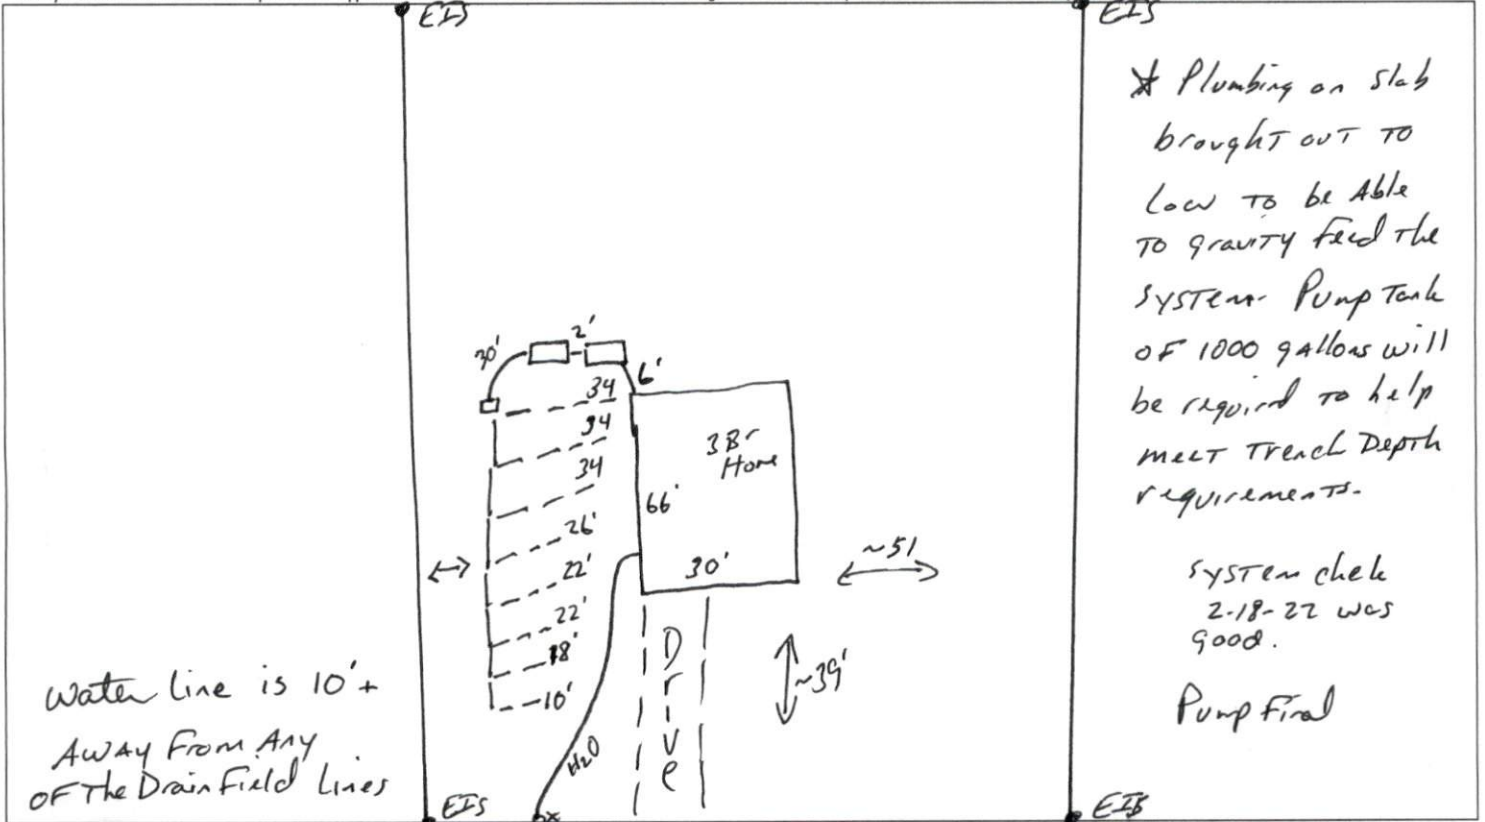 EIS
EIS
* Plumbing on Slab
brought out to
Low to be Able
to gravity feed the
system. Pump Tank
of 1000 gallons will
be requird to help
meet Trench Depth
requirements.
System chek
2-18-22 was
good.
Pump Final
30'
2'
6'
34
34
34
26'
22'
22'
18'
10'
3Br
Home
66'
30'
~51
~39'
Drive
H2O
Water Line is 10'+
Away From Any
of The Drain Field Lines
EIS
x
EIS